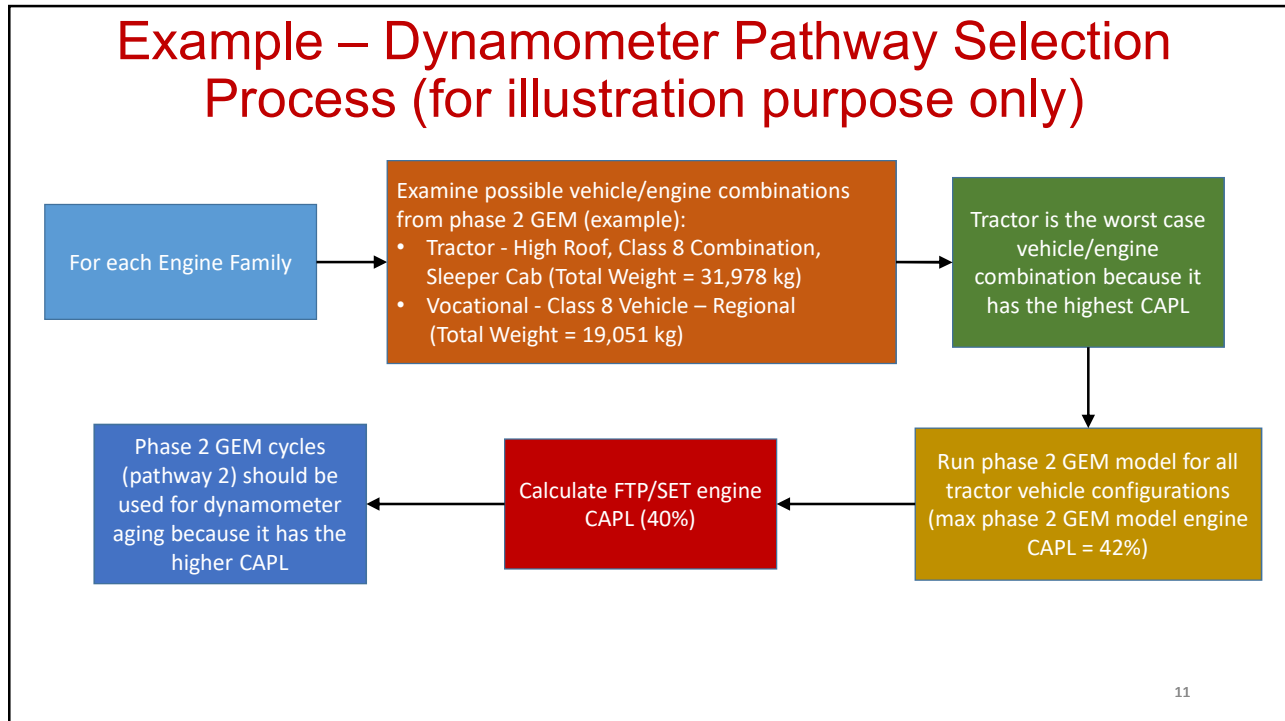 Example – Dynamometer Pathway Selection
Process (for illustration purpose only)
For each Engine Family
Examine possible vehicle/engine combinations
from phase 2 GEM (example):
• Tractor - High Roof, Class 8 Combination,
Sleeper Cab (Total Weight = 31,978 kg)
• Vocational - Class 8 Vehicle – Regional
(Total Weight = 19,051 kg)
Tractor is the worst case
vehicle/engine
combination because it
has the highest CAPL
Run phase 2 GEM model for all
tractor vehicle configurations
(max phase 2 GEM model engine
CAPL = 42%)
Calculate FTP/SET engine
CAPL (40%)
Phase 2 GEM cycles
(pathway 2) should be
used for dynamometer
aging because it has the
higher CAPL
11